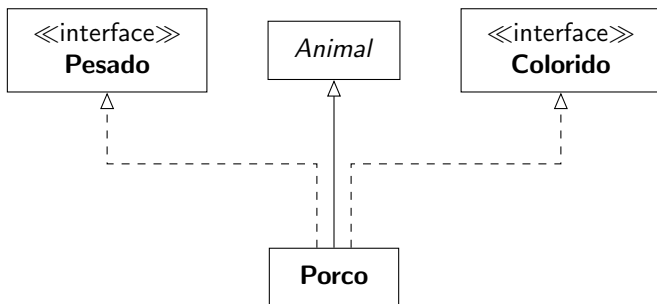 ≪interface≫
Pesado
Animal
≪interface≫
Colorido
Porco